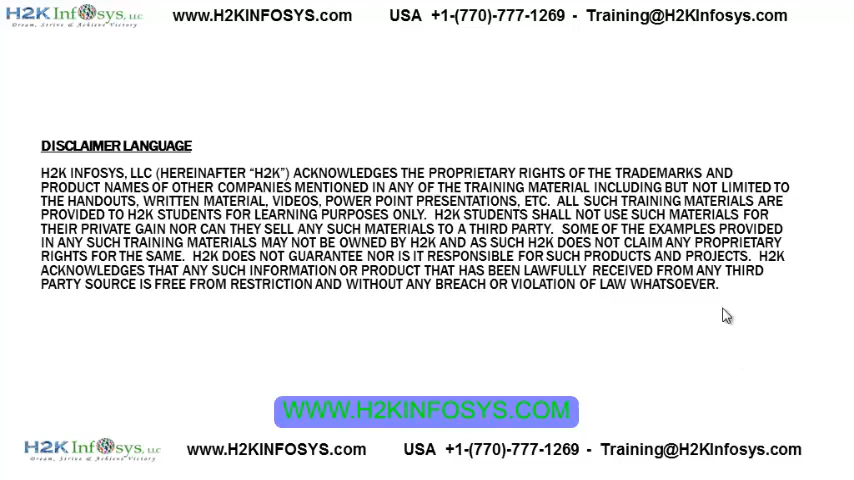 H2K Infosys, LLC www.H2KINFOSYS.com USA +1-(770)-777-1269 - Training@H2KInfosys.com
Dream, Strive & Achieve Victory
DISCLAIMER LANGUAGE
H2K INFOSYS, LLC (HEREINAFTER “H2K”) ACKNOWLEDGES THE PROPRIETARY RIGHTS OF THE TRADEMARKS AND
PRODUCT NAMES OF OTHER COMPANIES MENTIONED IN ANY OF THE TRAINING MATERIAL INCLUDING BUT NOT LIMITED TO
THE HANDOUTS, WRITTEN MATERIAL, VIDEOS, POWER POINT PRESENTATIONS, ETC. ALL SUCH TRAINING MATERIALS ARE
PROVIDED TO H2K STUDENTS FOR LEARNING PURPOSES ONLY. H2K STUDENTS SHALL NOT USE SUCH MATERIALS FOR
THEIR PRIVATE GAIN NOR CAN THEY SELL ANY SUCH MATERIALS TO A THIRD PARTY. SOME OF THE EXAMPLES PROVIDED
IN ANY SUCH TRAINING MATERIALS MAY NOT BE OWNED BY H2K AND AS SUCH H2K DOES NOT CLAIM ANY PROPRIETARY
RIGHTS FOR THE SAME. H2K DOES NOT GUARANTEE NOR IS IT RESPONSIBLE FOR SUCH PRODUCTS AND PROJECTS. H2K
ACKNOWLEDGES THAT ANY SUCH INFORMATION OR PRODUCT THAT HAS BEEN LAWFULLY RECEIVED FROM ANY THIRD
PARTY SOURCE IS FREE FROM RESTRICTION AND WITHOUT ANY BREACH OR VIOLATION OF LAW WHATSOEVER.
WWW.H2KINFOSYS.COM
H2K Infosys, LLC www.H2KINFOSYS.com USA +1-(770)-777-1269 - Training@H2KInfosys.com
Dream, Strive & Achieve Victory